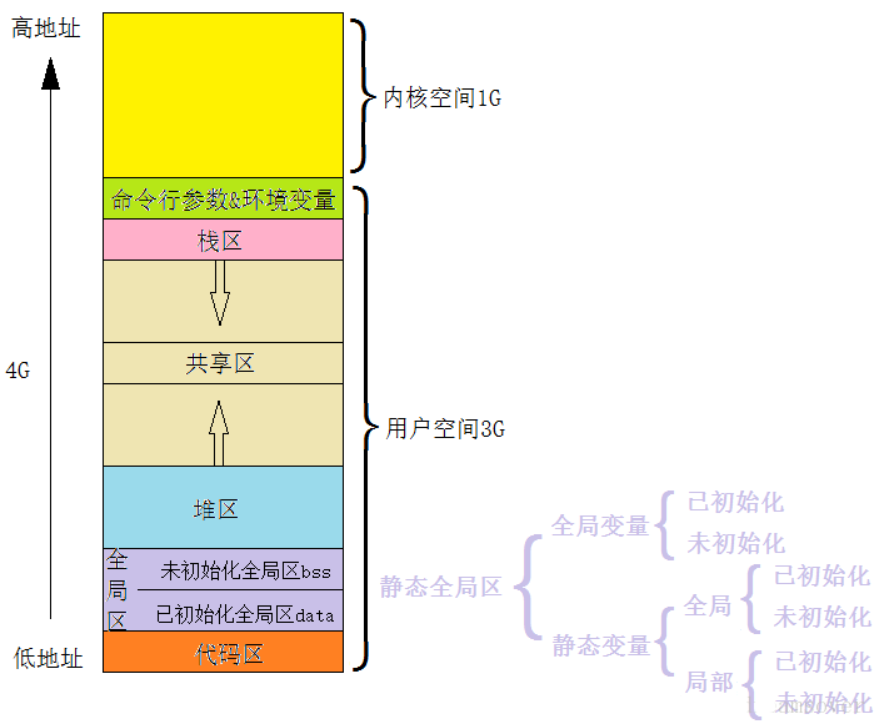 高地址
内核空间1G
命令行参数&环境变量
栈区
共享区
4G
用户空间3G
堆区
全局区
未初始化全局区bss
已初始化全局区data
代码区
低地址
静态全局区
全局变量
已初始化
未初始化
静态变量
全局
已初始化
未初始化
局部
已初始化
未初始化